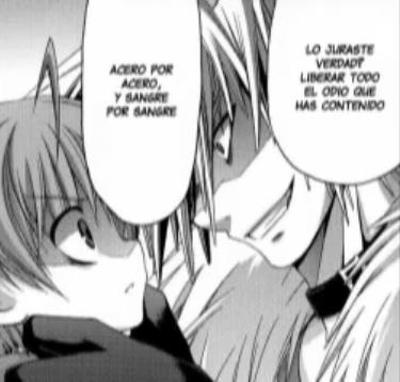 LO JURASTE
VERDAD?
LIBERAR TODO
EL ODIO QUE
HAS CONTENIDO
ACERO POR
ACERO,
Y SANGRE
POR SANGRE